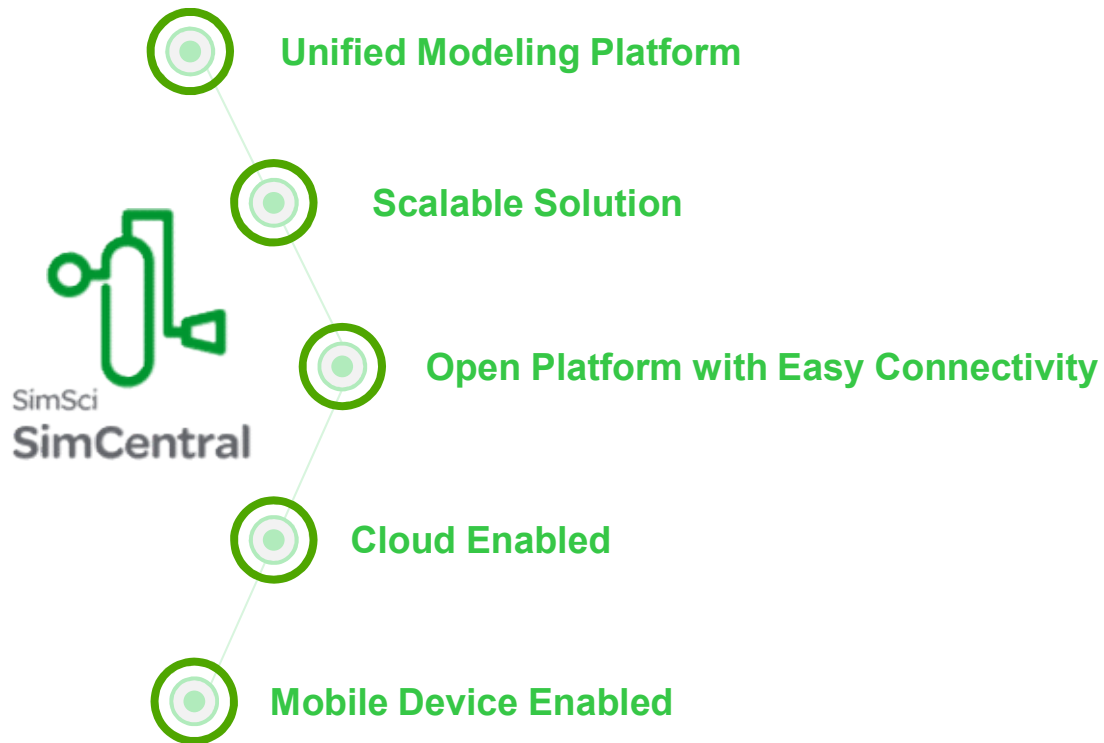 Unified Modeling Platform
Scalable Solution
Open Platform with Easy Connectivity
SimSci
SimCentral
Cloud Enabled
Mobile Device Enabled